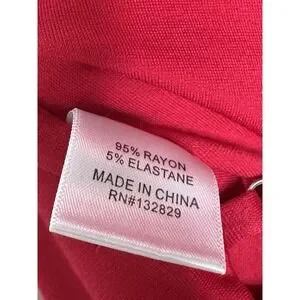 95% RAYON
5% ELASTANE
MADE IN CHINA
RN#132829